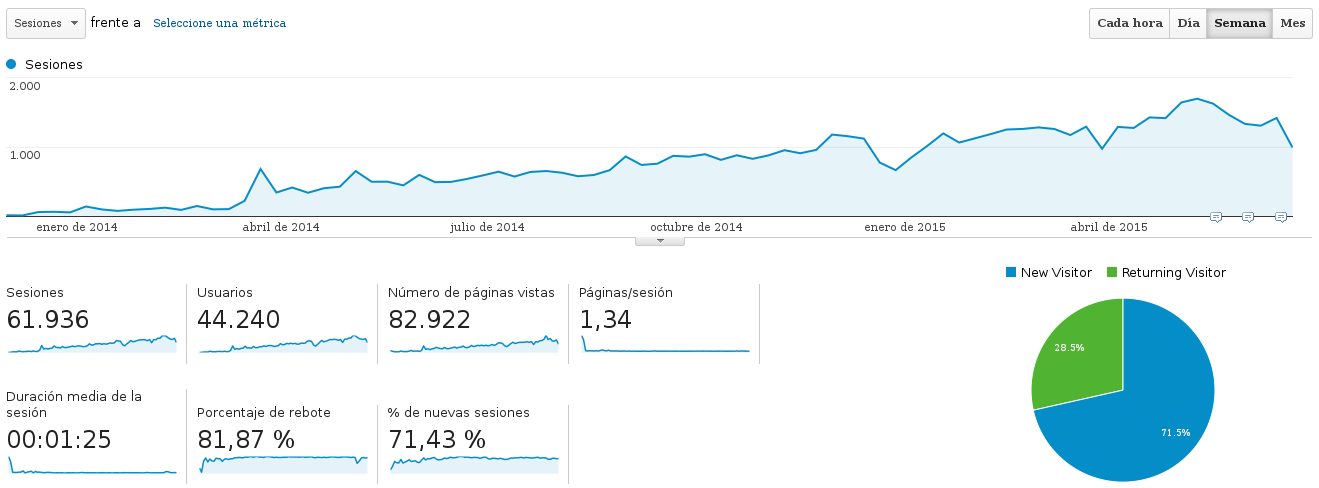 Sesiones frente a Seleccione una métrica Cada hora Día Semana Mes
Sesiones
2.000
1.000
enero de 2014 abril de 2014 julio de 2014 octubre de 2014 enero de 2015 abril de 2015
New Visitor Returning Visitor
Sesiones Usuarios Número de páginas vistas Páginas/sesión
61.936 44.240 82.922 1,34
28.5%
71.5%
Duración media de la
sesión Porcentaje de rebote % de nuevas sesiones
00:01:25 81,87 % 71,43 %